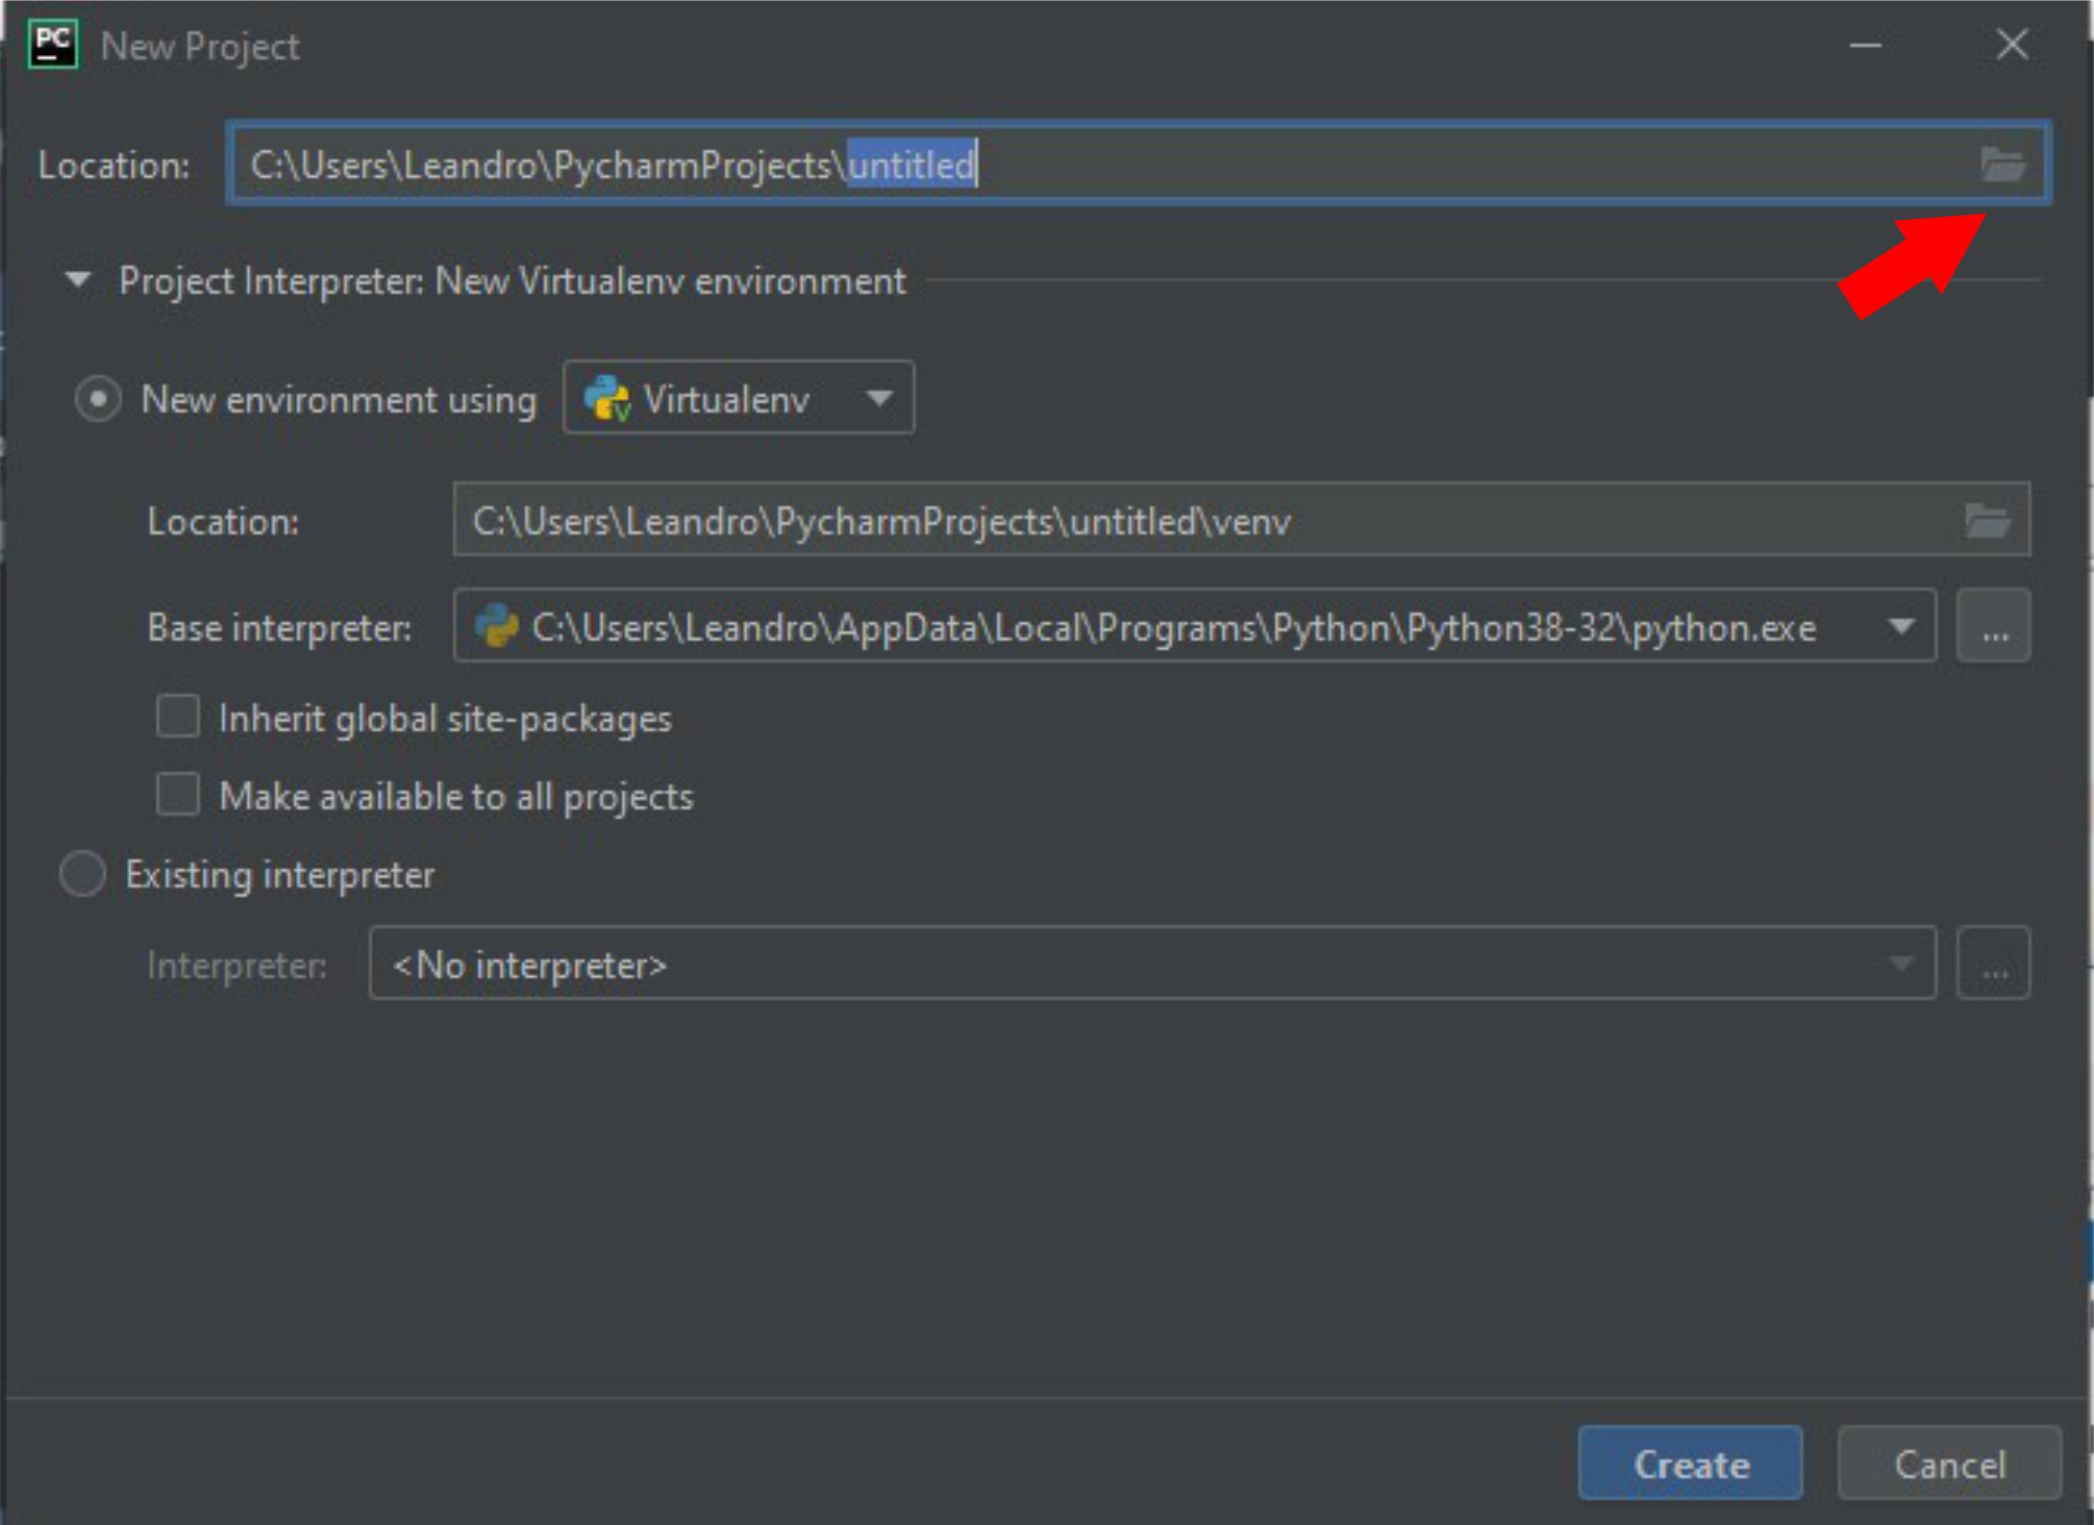 PC New Project
Location: C:\Users\Leandro\PycharmProjects\untitled
Project Interpreter: New Virtualenv environment
New environment using Virtualenv
Location: C:\Users\Leandro\PycharmProjects\untitled\venv
Base interpreter: C:\Users\Leandro\AppData\Local\Programs\Python\Python38-32\python.exe ...
Inherit global site-packages
Make available to all projects
Existing interpreter
Interpreter: <No interpreter> ...
Create Cancel